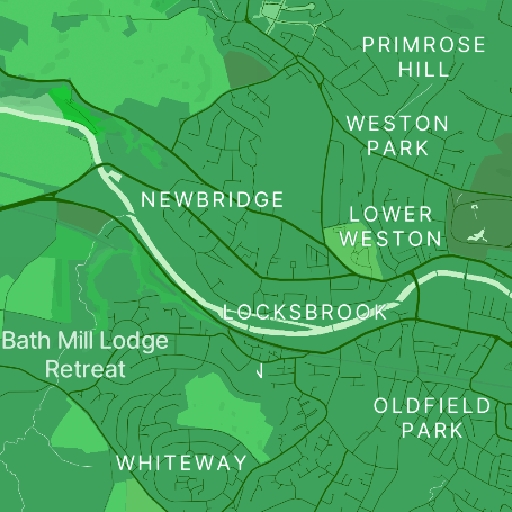 PRIMROSE
HILL
WESTON
PARK
NEWBRIDGE
LOWER
WESTON
LOCKSBROOK
Bath Mill Lodge
Retreat
OLDFIELD
PARK
WHITEWAY